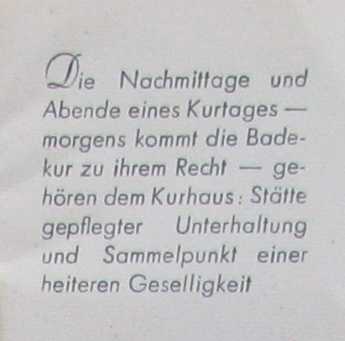 Die Nachmittage und
Abende eines Kurtages —
morgens kommt die Bade-
kur zu ihrem Recht — ge-
hören dem Kurhaus: Stätte
gepflegter Unterhaltung
und Sammelpunkt einer
heiteren Geselligkeit